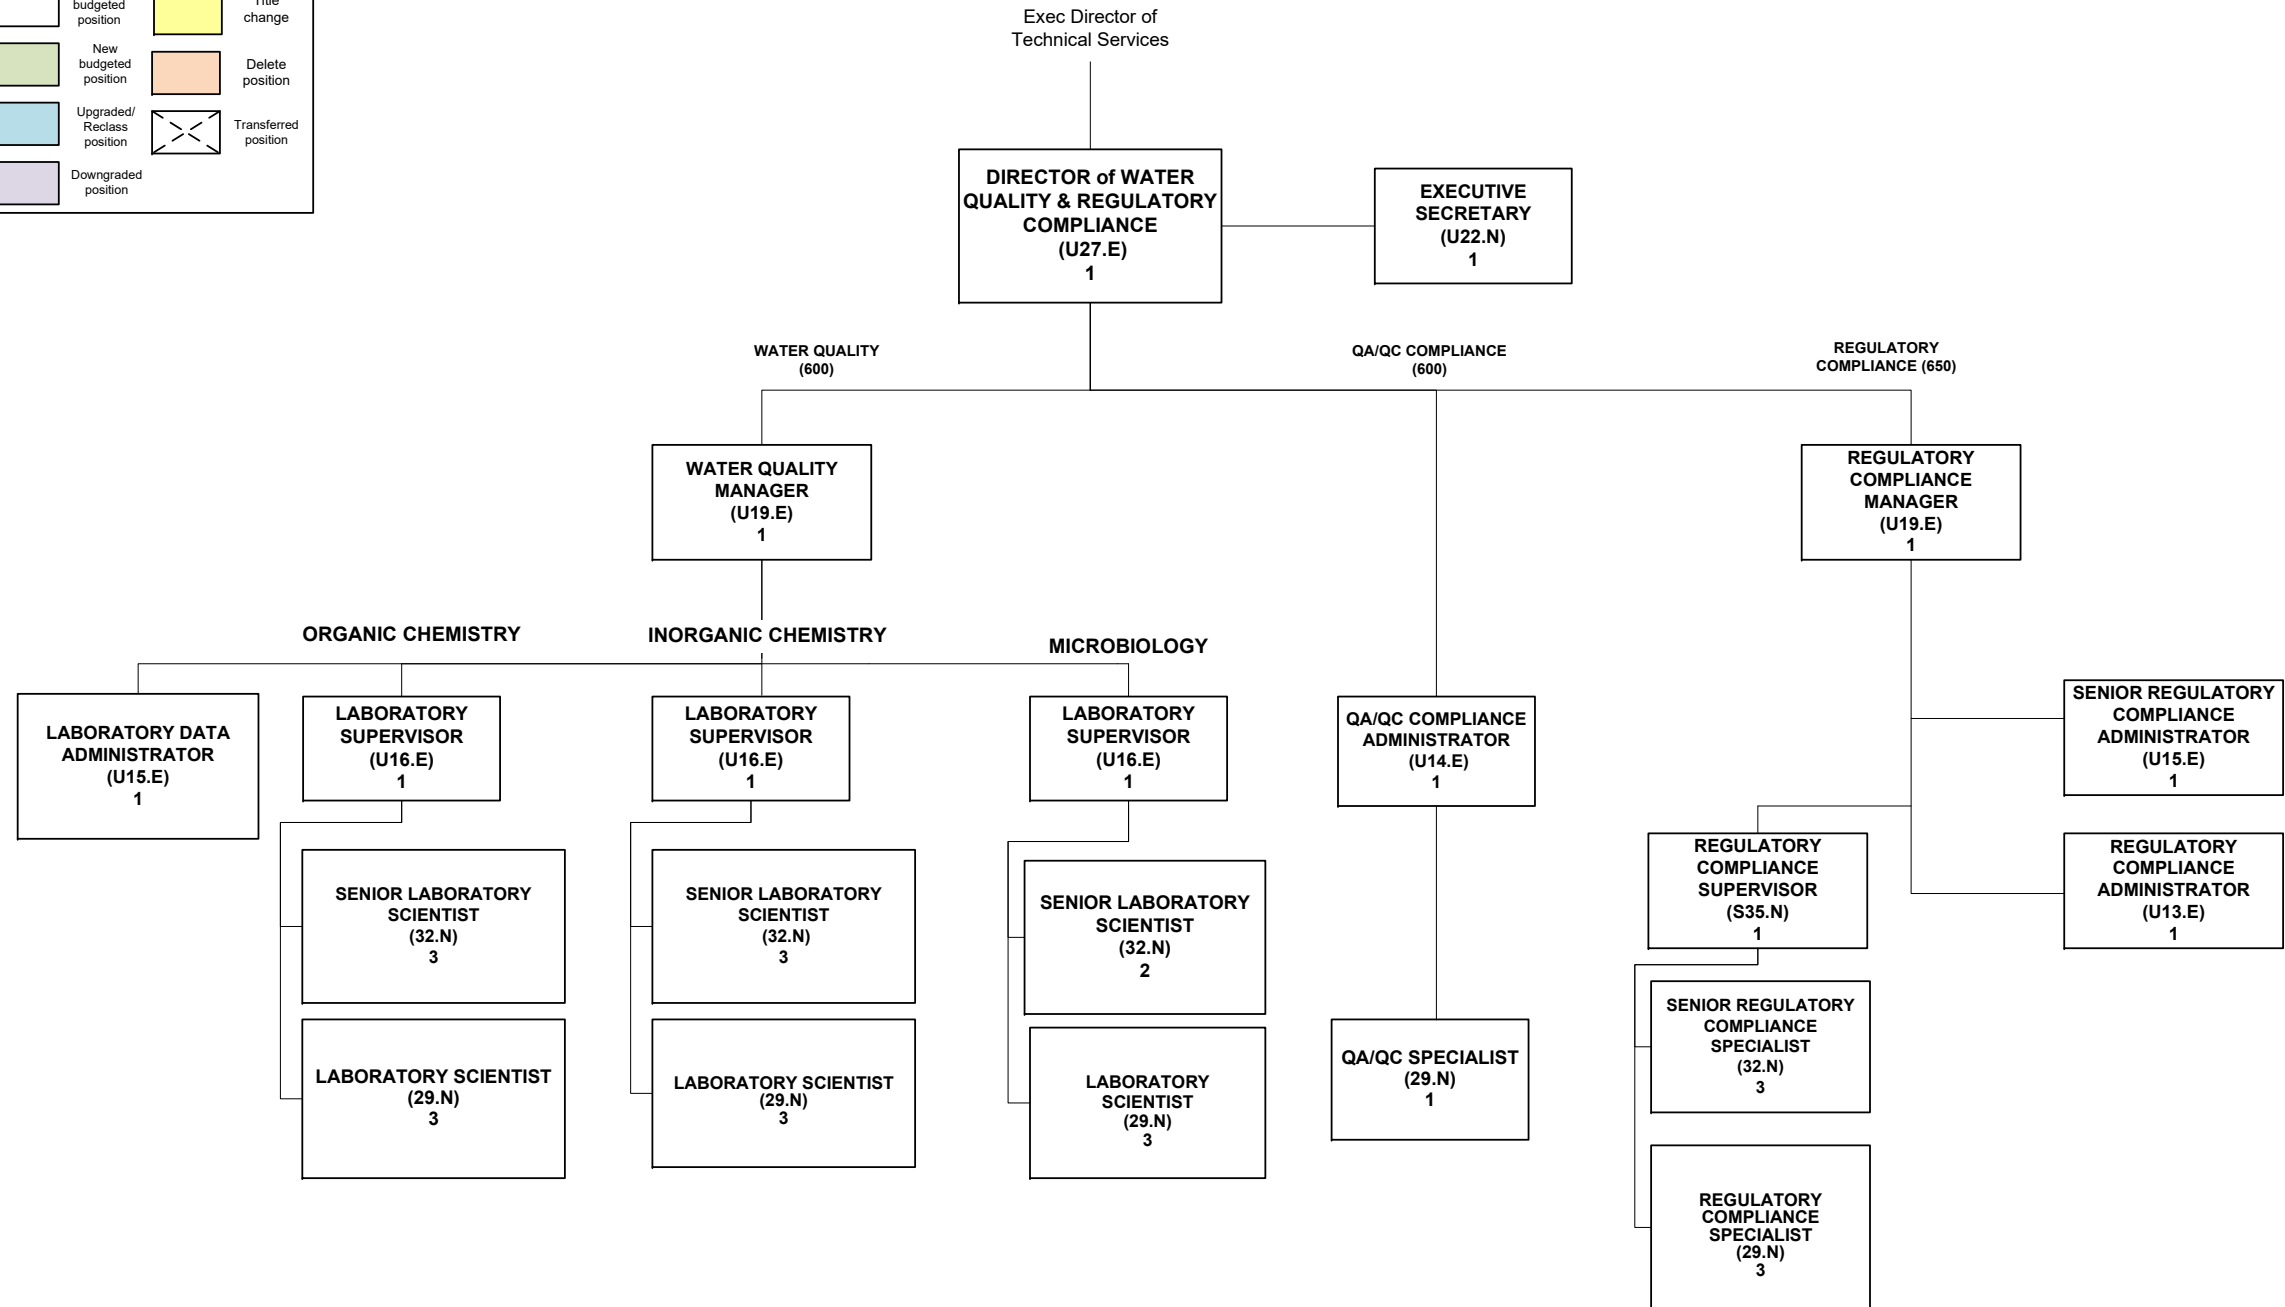 budgeted
position
Title
change
New
budgeted
position
Delete
position
Upgraded/
Reclass
position
Transferred
position
Downgraded
position
Exec Director of
Technical Services
DIRECTOR of WATER
QUALITY & REGULATORY
COMPLIANCE
(U27.E)
1
EXECUTIVE
SECRETARY
(U22.N)
1
WATER QUALITY
(600)
QA/QC COMPLIANCE
(600)
REGULATORY
COMPLIANCE (650)
WATER QUALITY
MANAGER
(U19.E)
1
REGULATORY
COMPLIANCE
MANAGER
(U19.E)
1
ORGANIC CHEMISTRY
INORGANIC CHEMISTRY
MICROBIOLOGY
LABORATORY DATA
ADMINISTRATOR
(U15.E)
1
LABORATORY
SUPERVISOR
(U16.E)
1
LABORATORY
SUPERVISOR
(U16.E)
1
LABORATORY
SUPERVISOR
(U16.E)
1
QA/QC COMPLIANCE
ADMINISTRATOR
(U14.E)
1
SENIOR REGULATORY
COMPLIANCE
ADMINISTRATOR
(U15.E)
1
REGULATORY
COMPLIANCE
SUPERVISOR
(S35.N)
1
REGULATORY
COMPLIANCE
ADMINISTRATOR
(U13.E)
1
SENIOR LABORATORY
SCIENTIST
(32.N)
3
SENIOR LABORATORY
SCIENTIST
(32.N)
3
SENIOR LABORATORY
SCIENTIST
(32.N)
2
SENIOR REGULATORY
COMPLIANCE
SPECIALIST
(32.N)
3
LABORATORY SCIENTIST
(29.N)
3
LABORATORY SCIENTIST
(29.N)
3
LABORATORY
SCIENTIST
(29.N)
3
QA/QC SPECIALIST
(29.N)
1
REGULATORY
COMPLIANCE
SPECIALIST
(29.N)
3